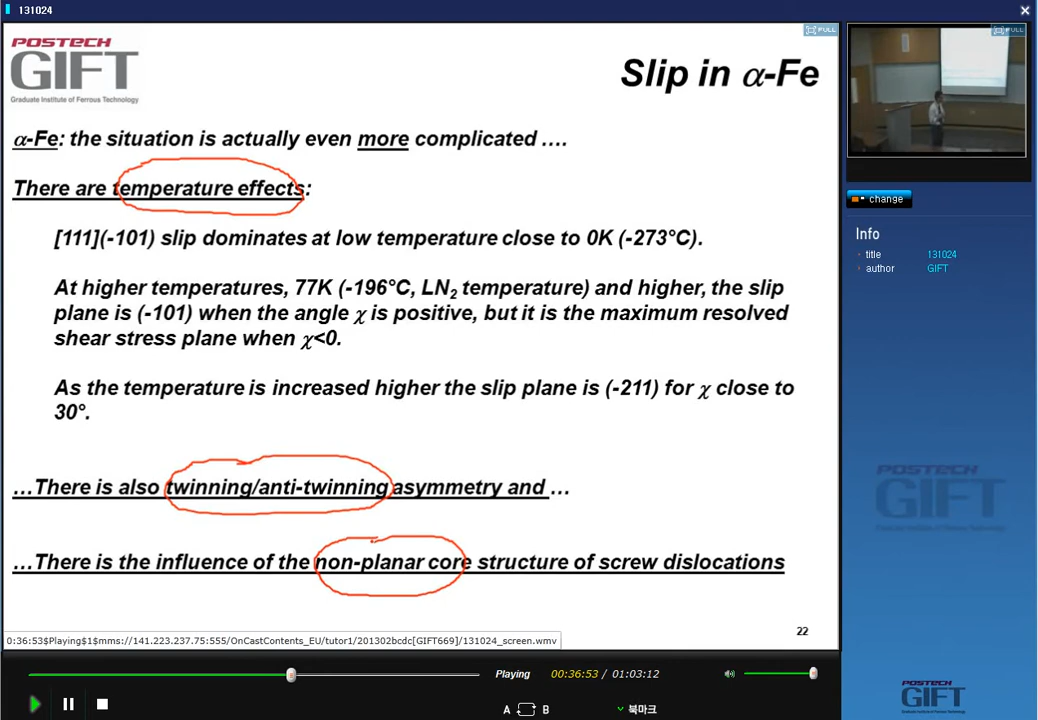 131024
POSTECH
GIFT
Graduate Institute of Ferrous Technology
FULL
Slip in α-Fe
α-Fe: the situation is actually even more complicated ....
There are temperature effects:
[111](-101) slip dominates at low temperature close to 0K (-273°C).
At higher temperatures, 77K (-196°C, LN2 temperature) and higher, the slip
plane is (-101) when the angle χ is positive, but it is the maximum resolved
shear stress plane when χ<0.
As the temperature is increased higher the slip plane is (-211) for χ close to
30°.
...There is also twinning/anti-twinning asymmetry and ...
...There is the influence of the non-planar core structure of screw dislocations
22
0:36:53$Playing$1$mms://141.223.237.75:555/OnCastContents_EU/tutor1/201302bcdc[GIFT669]/131024_screen.wmv
Playing
00:36:53 / 01:03:12
A B
북마크
FULL
change
Info
title 131024
author GIFT
POSTECH
GIFT
POSTECH
GIFT